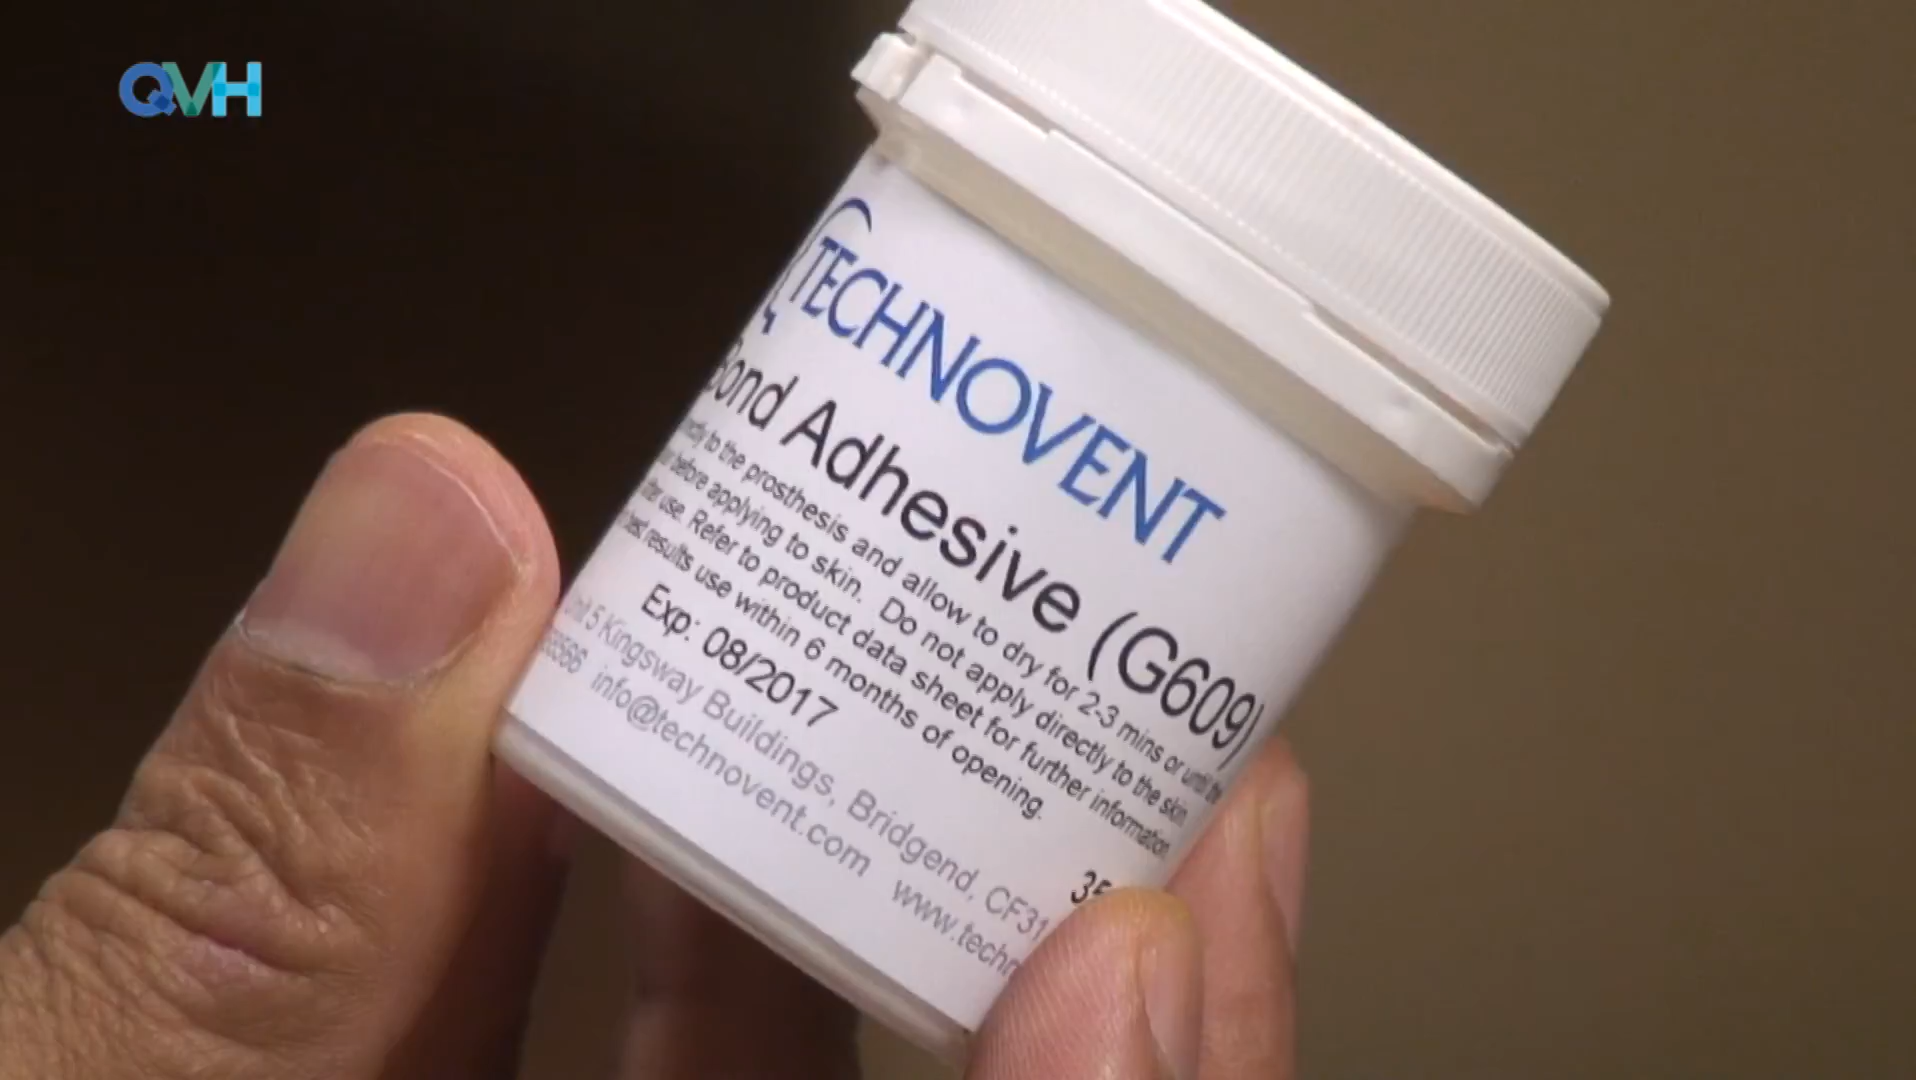 QVH
TECHNOVENT
Bond Adhesive (G609)
to the prosthesis and allow to dry for 2-3 mins or until the
before applying to skin. Do not apply directly to the skin.
use. Refer to product data sheet for further information.
results use within 6 months of opening.
Exp: 08/2017
35
5 Kingsway Buildings, Bridgend, CF31
info@technovent.com www.techn